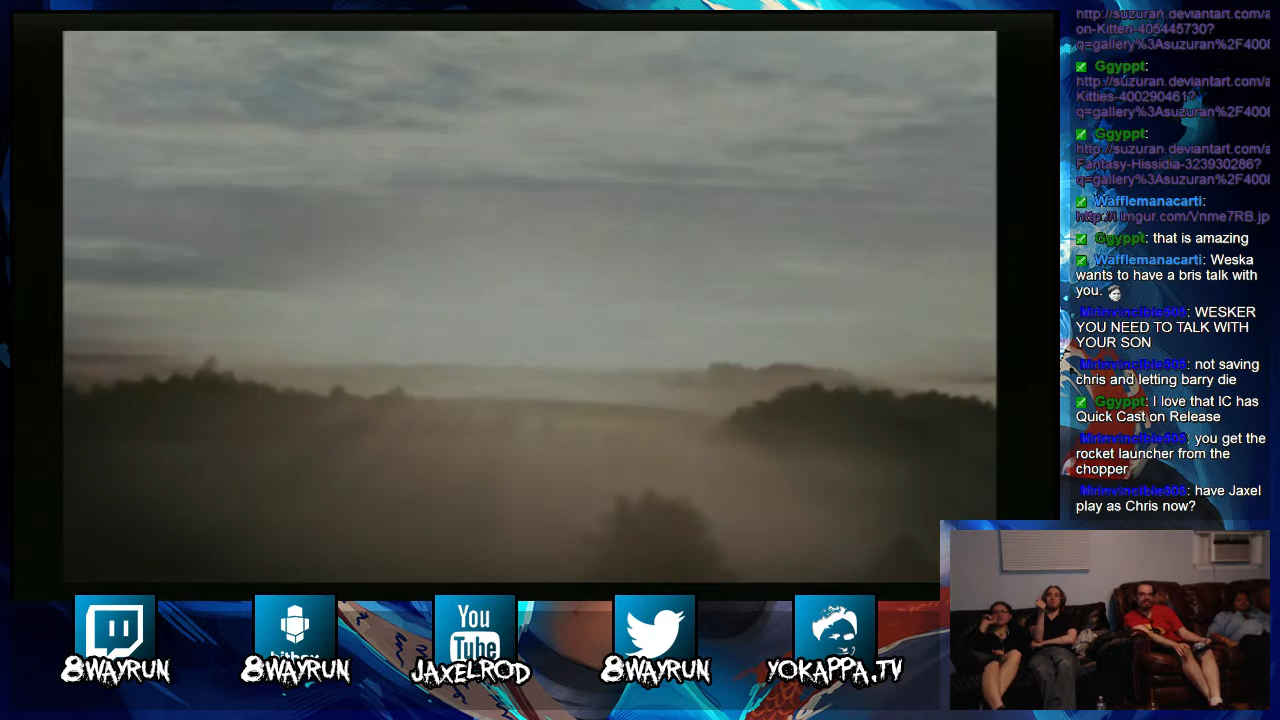 http://suzuran.deviantart.com/a
on-Kitten-405445730?
q=gallery%3Asuzuran%2F4008
Ggyppt:
http://suzuran.deviantart.com/a
Kitties-400290461?
q=gallery%3Asuzuran%2F4008
Ggyppt:
http://suzuran.deviantart.com/a
Fantasy-Hissidia-323930286?
q=gallery%3Asuzuran%2F4008
Wafflemanacarti:
http://i.imgur.com/Vnme7RB.jp
Ggyppt: that is amazing
Wafflemanacarti: Weska
wants to have a bris talk with
you.
WESKER
YOU NEED TO TALK WITH
YOUR SON
not saving
chris and letting barry die
Ggyppt: I love that IC has
Quick Cast on Release
you get the
rocket launcher from the
chopper
have Jaxel
play as Chris now?
You
Tube
8WAYRUN
8WAYRUN
JAXELROD
8WAYRUN
YOKAPPA.TV